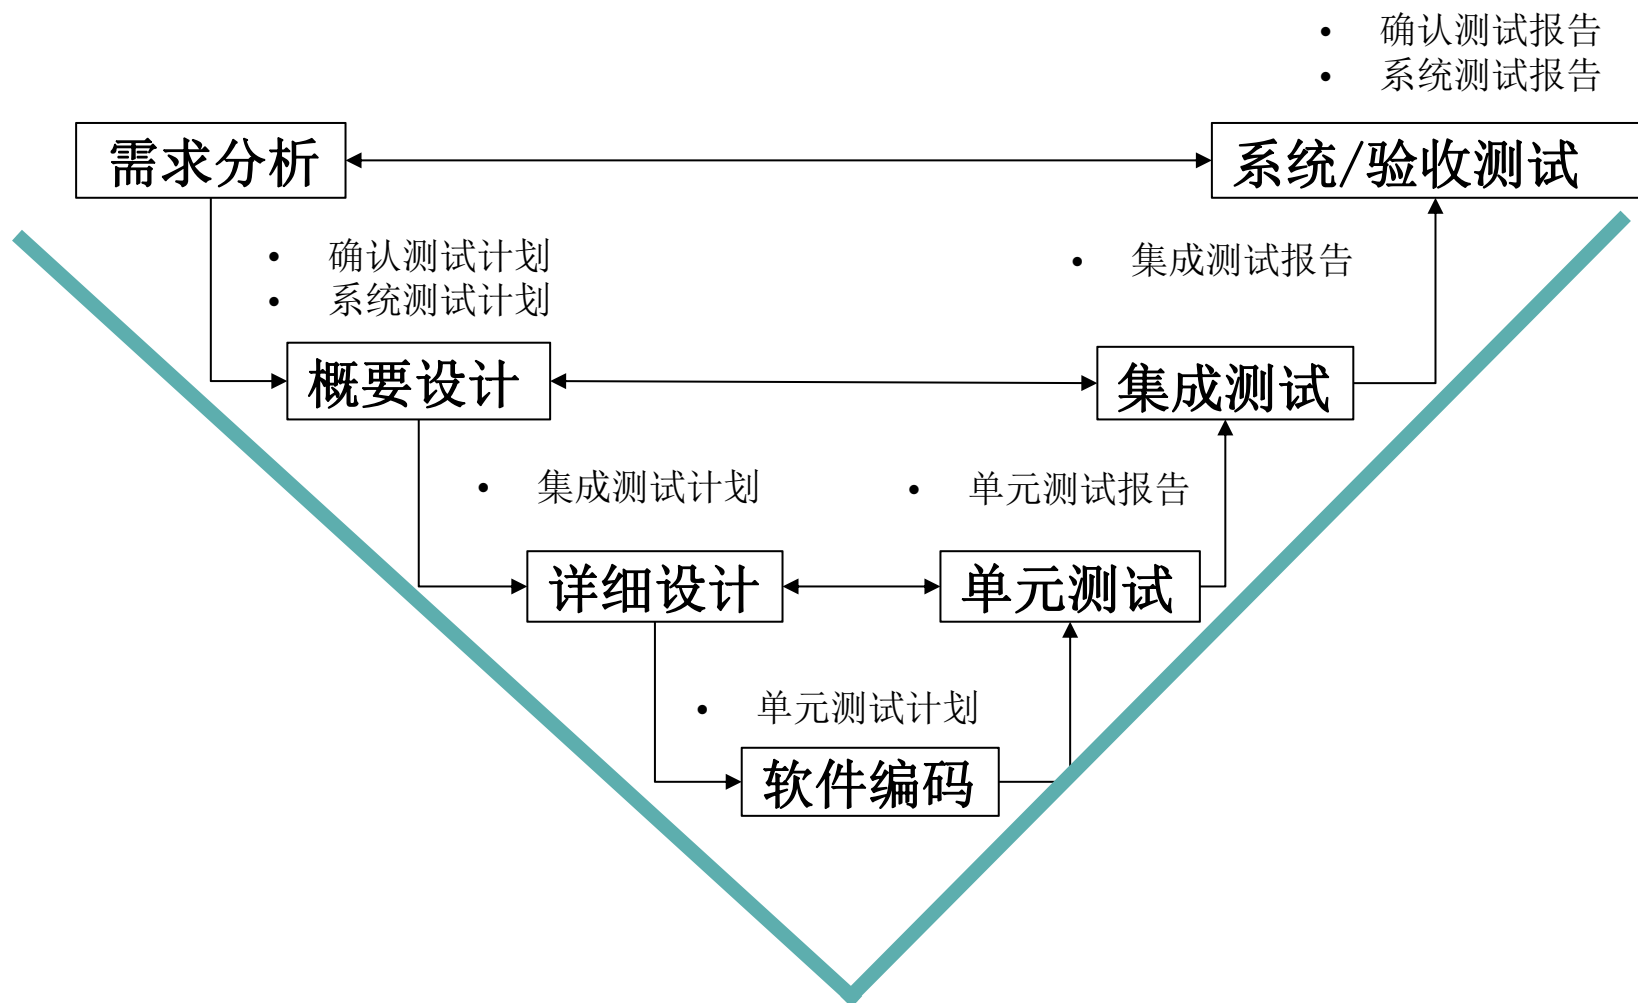 • 确认测试报告
• 系统测试报告
需求分析
系统/验收测试
• 确认测试计划
• 系统测试计划
• 集成测试报告
概要设计
集成测试
• 集成测试计划
• 单元测试报告
详细设计
单元测试
• 单元测试计划
软件编码